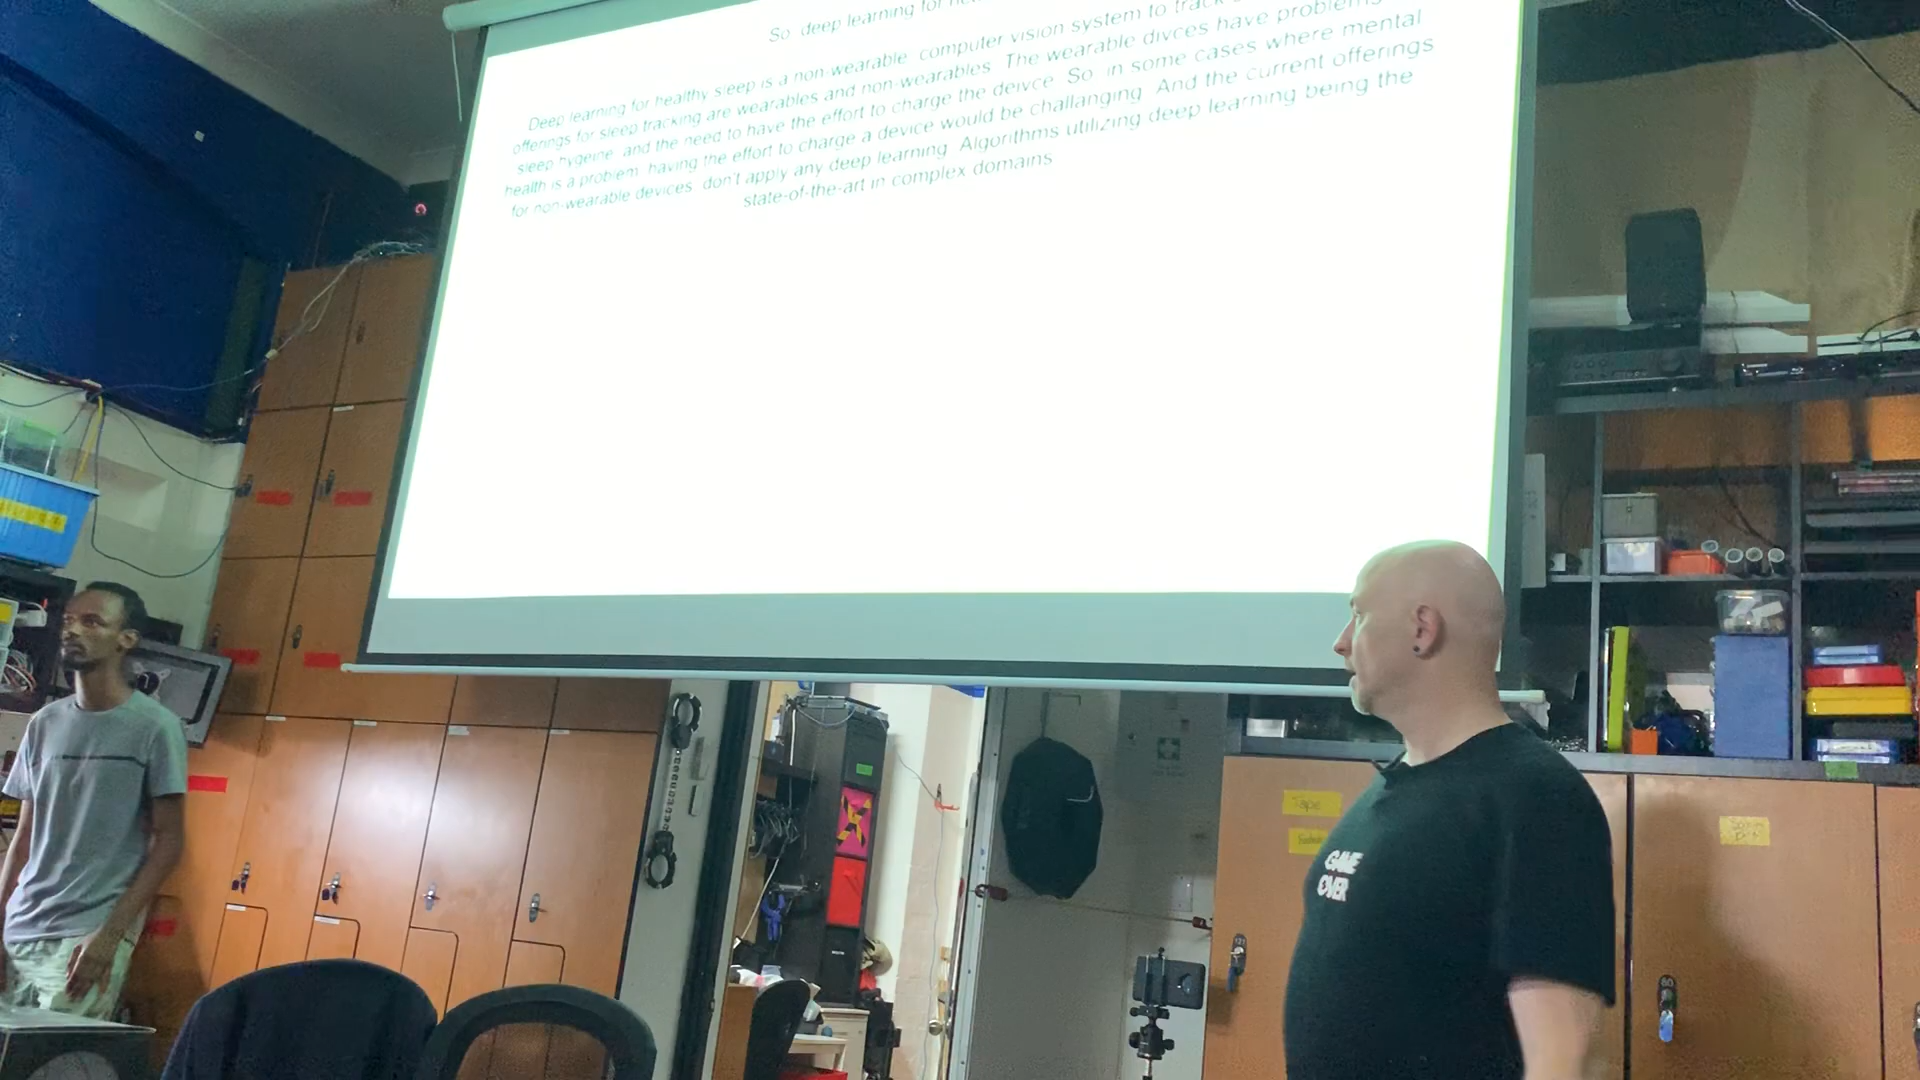 So. deep learning for
Deep learning for healthy sleep is a non-wearable. computer vision system to track
offerings for sleep tracking are wearables and non-wearables. The wearable divces have problems
sleep hygeine. and the need to have the effort to charge the deivce. So. in some cases where mental
health is a problem. having the effort to charge a device would be challanging. And the current offerings
for non-wearable devices. don't apply any deep learning. Algorithms utilizing deep learning being the
state-of-the-art in complex domains
Tape
GAME
OVER
121
80